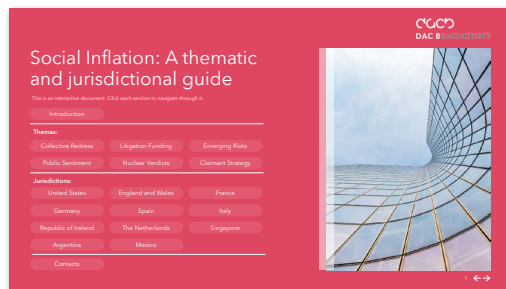 DAC BEACHCROFT
Social Inflation: A thematic
and jurisdictional guide
This is an interactive document. Click each section to navigate through it
Introduction
Themes:
Collective Redress Litigation Funding Emerging Risks
Public Sentiment Nuclear Verdicts Claimant Strategy
Jurisdictions:
United States England and Wales France
Germany Spain Italy
Republic of Ireland The Netherlands Singapore
Argentina Mexico
Contacts
1